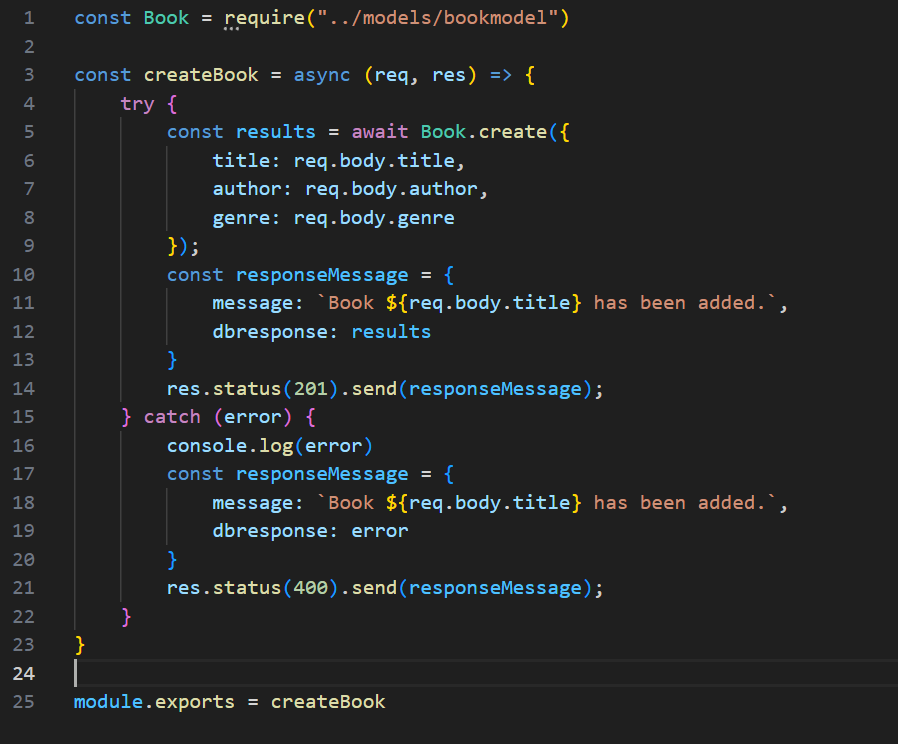 1 const Book = require("../models/bookmodel")
2
3 const createBook = async (req, res) => {
4     try {
5         const results = await Book.create({
6             title: req.body.title,
7             author: req.body.author,
8             genre: req.body.genre
9         });
10         const responseMessage = {
11             message: `Book ${req.body.title} has been added.`,
12             dbresponse: results
13         }
14         res.status(201).send(responseMessage);
15     } catch (error) {
16         console.log(error)
17         const responseMessage = {
18             message: `Book ${req.body.title} has been added.`,
19             dbresponse: error
20         }
21         res.status(400).send(responseMessage);
22     }
23 }
24
25 module.exports = createBook